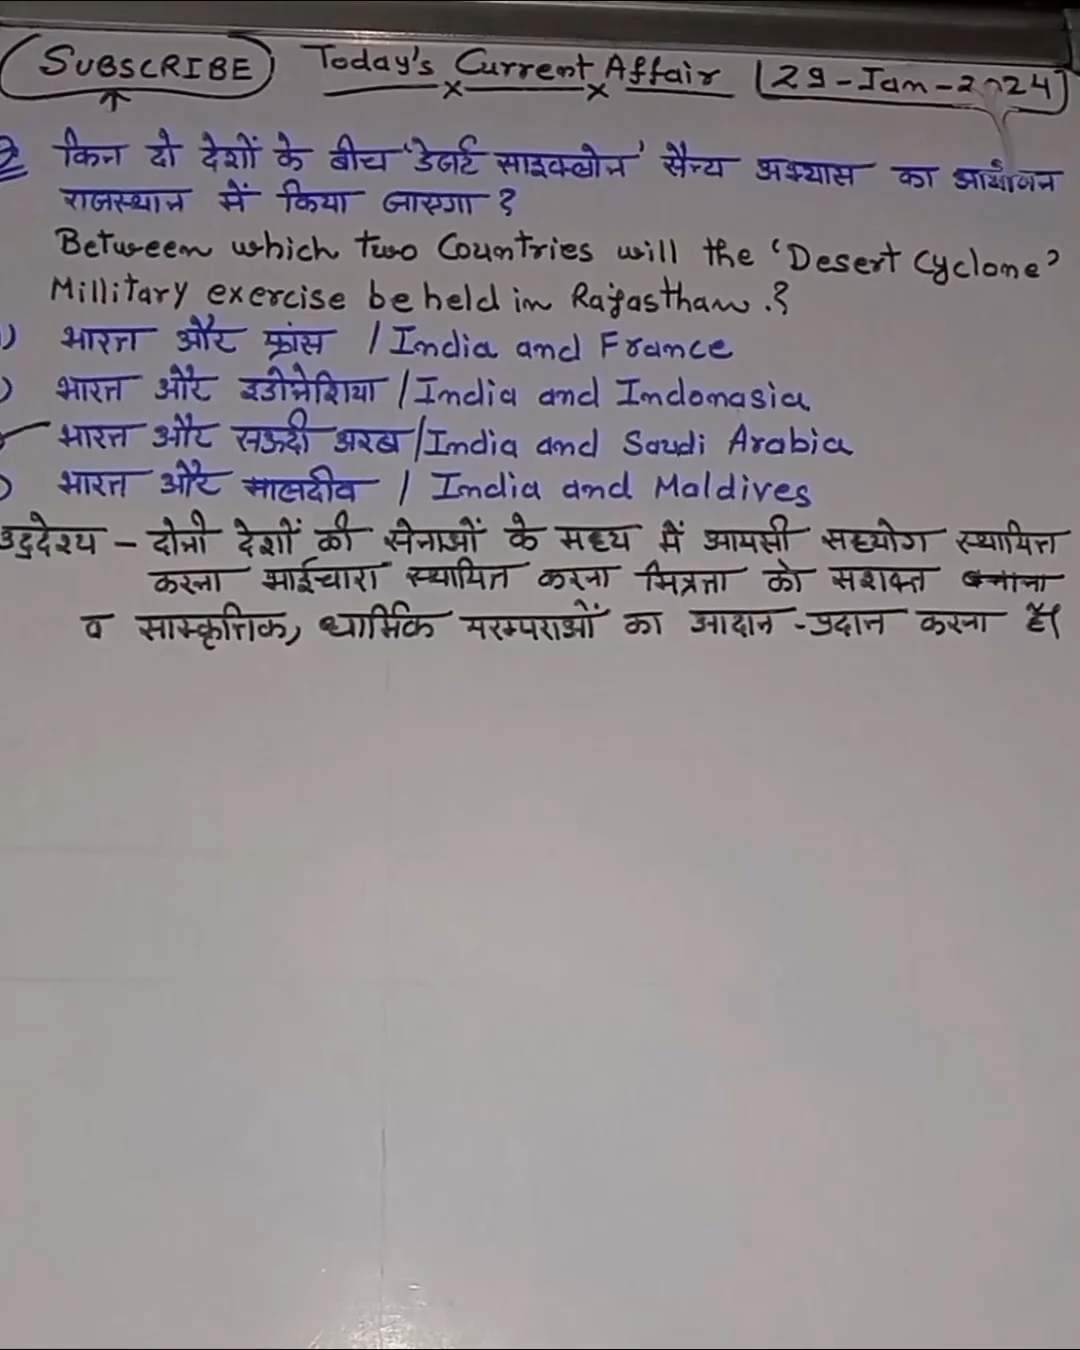 SUBSCRIBE Today's Current Affair 29-Jan-2024
किन दो देशों के बीच 'डेजर्ट साइक्लोन' सैन्य अभ्यास का आयोजन
राजस्थान में किया जाएगा ?
Between which two Countries will the 'Desert Cyclone'
Millitary exercise be held in Rajasthan.?
) भारत और फ्रांस / India and France
) भारत और इंडोनेशिया / India and Indonasia
भारत और सऊदी अरब / India and Saudi Arabia
) भारत और मालदीव / India and Maldives
उद्देश्य - दोनो देशों की सेनाओं के मध्य में आपसी सहयोग स्थापित
करना भाईचारा स्थापित करना मित्रता को सशक्त बनाना
व सांस्कृतिक, धार्मिक परम्पराओं का आदान-प्रदान करना है।